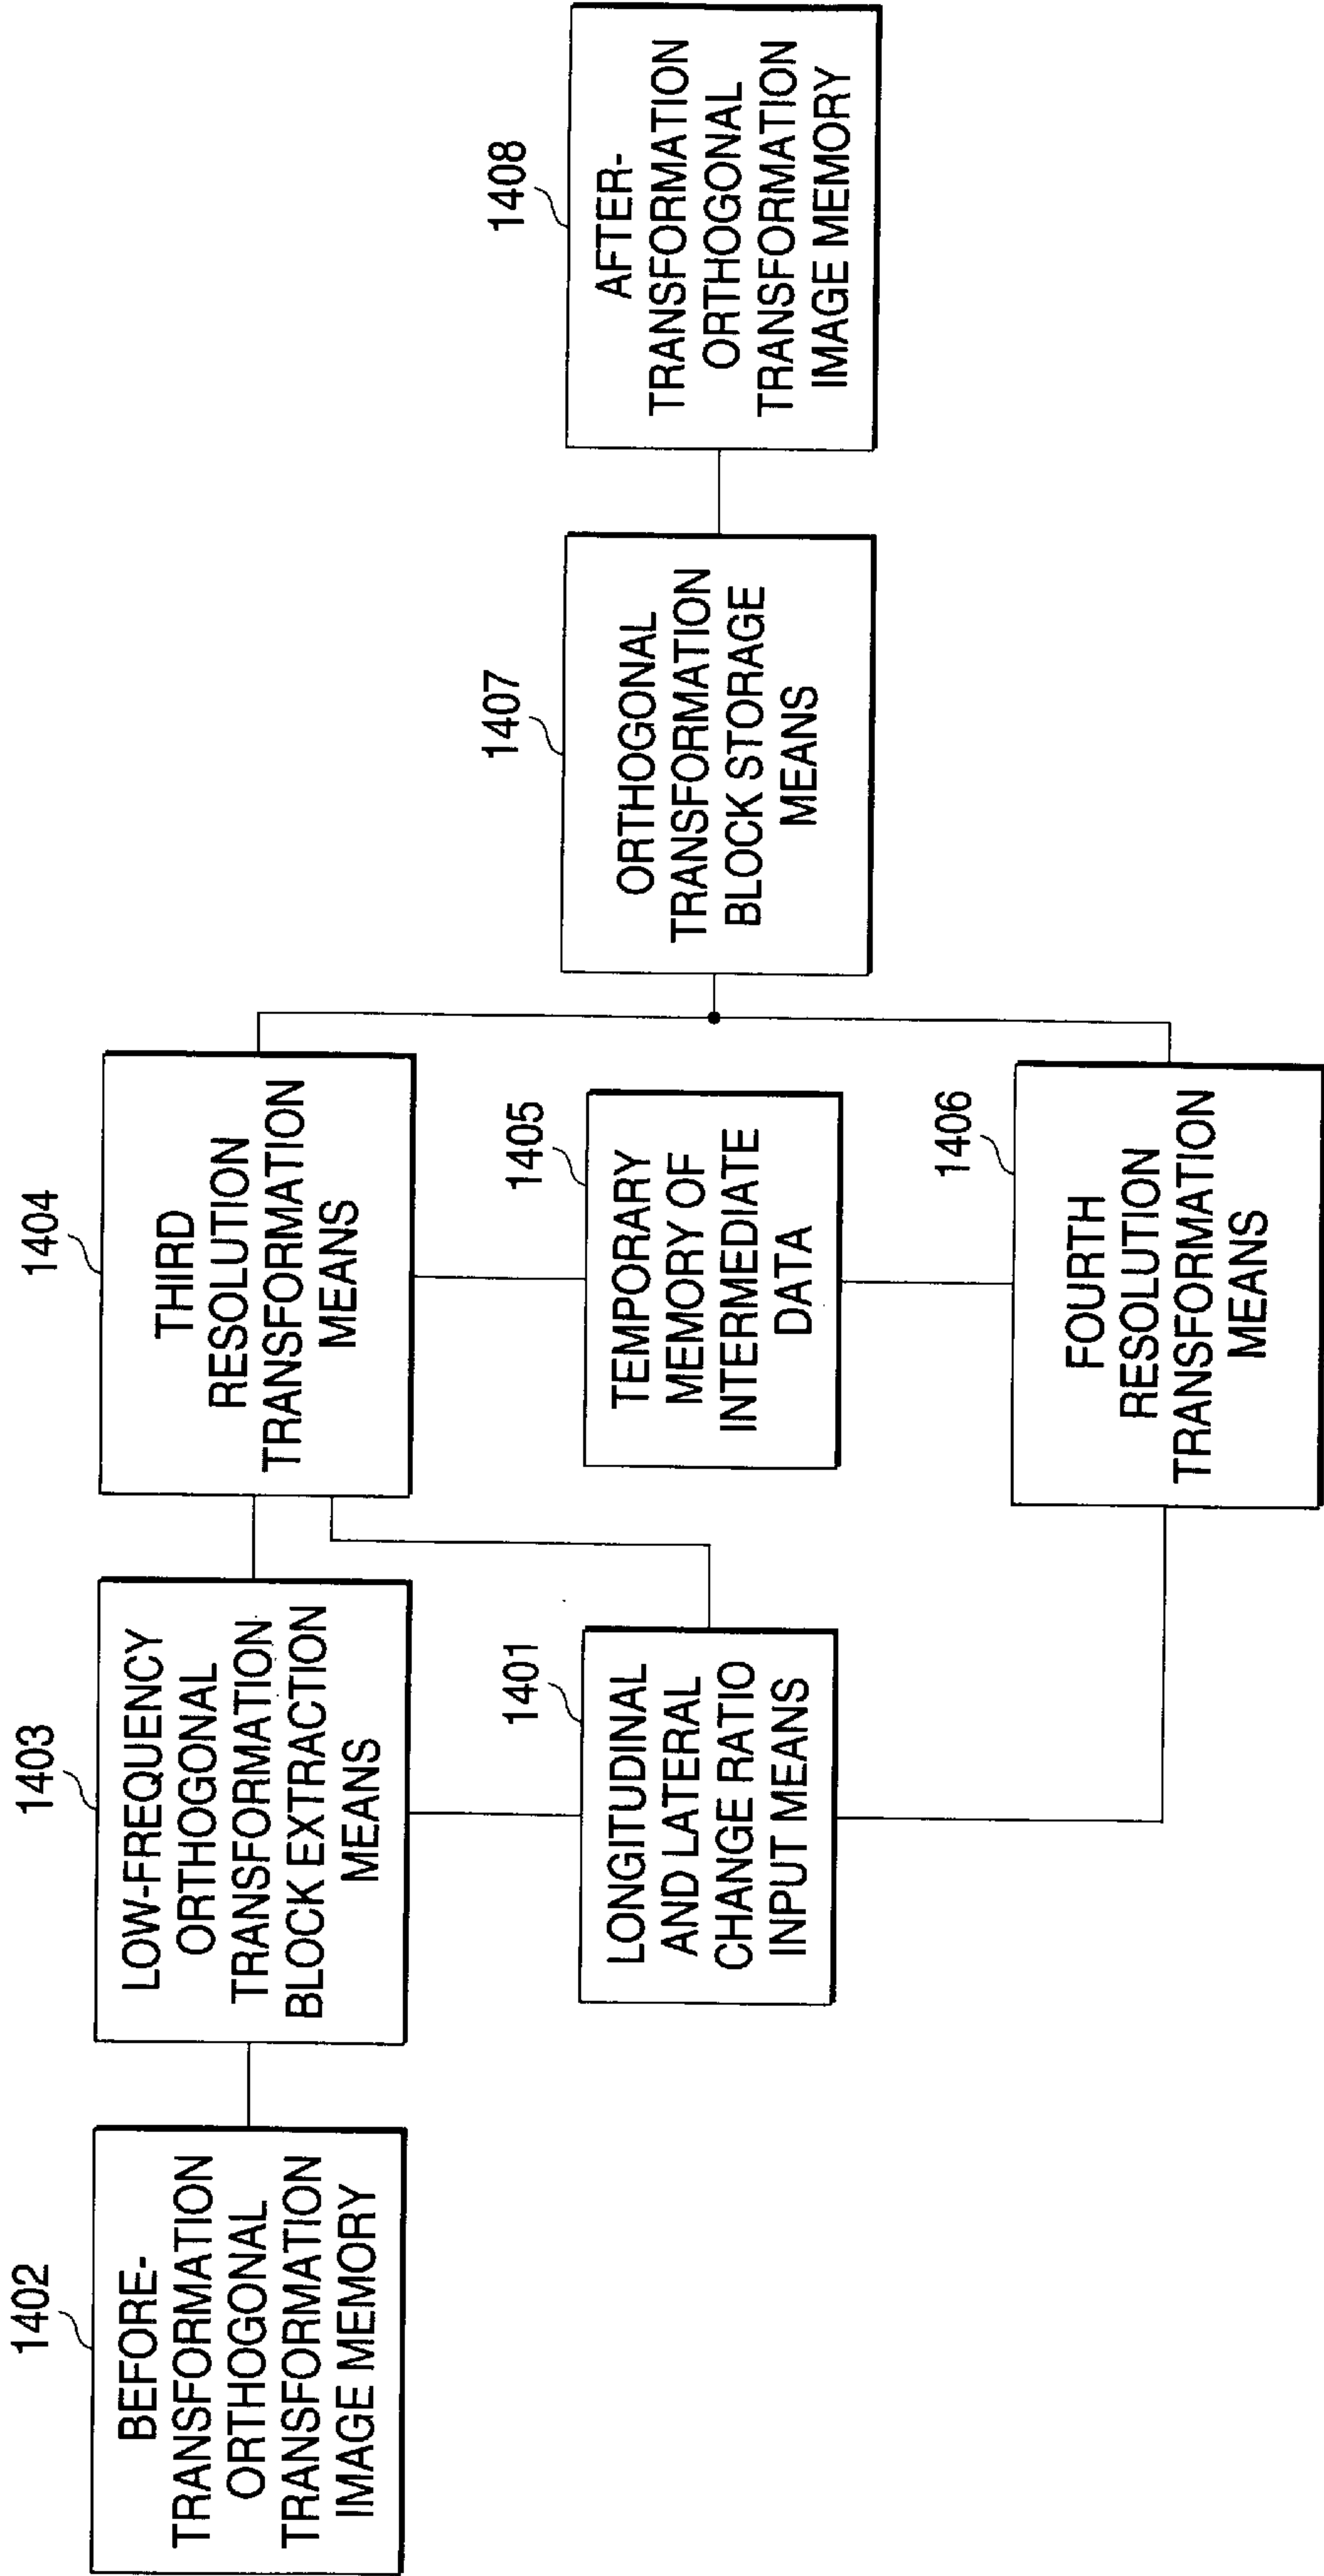 1402
BEFORE-
TRANSFORMATION
ORTHOGONAL
TRANSFORMATION
IMAGE MEMORY
1403
LOW-FREQUENCY
ORTHOGONAL
TRANSFORMATION
BLOCK EXTRACTION
MEANS
1404
THIRD
RESOLUTION
TRANSFORMATION
MEANS
1401
LONGITUDINAL
AND LATERAL
CHANGE RATIO
INPUT MEANS
1405
TEMPORARY
MEMORY OF
INTERMEDIATE
DATA
1406
FOURTH
RESOLUTION
TRANSFORMATION
MEANS
1407
ORTHOGONAL
TRANSFORMATION
BLOCK STORAGE
MEANS
1408
AFTER-
TRANSFORMATION
ORTHOGONAL
TRANSFORMATION
IMAGE MEMORY